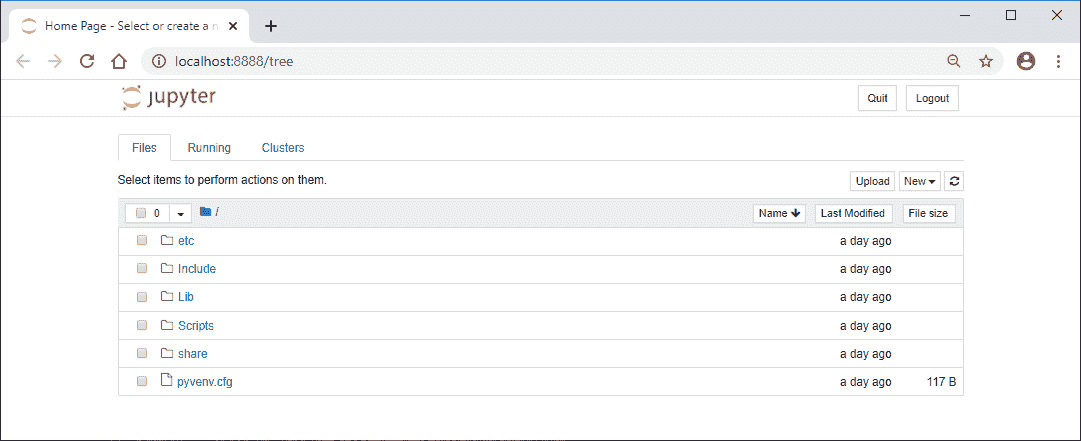 Home Page - Select or create a n
localhost:8888/tree
jupyter
Quit Logout
Files Running Clusters
Select items to perform actions on them.
Upload New
0 / Name Last Modified File size
etc a day ago
Include a day ago
Lib a day ago
Scripts a day ago
share a day ago
pyvenv.cfg a day ago 117 B